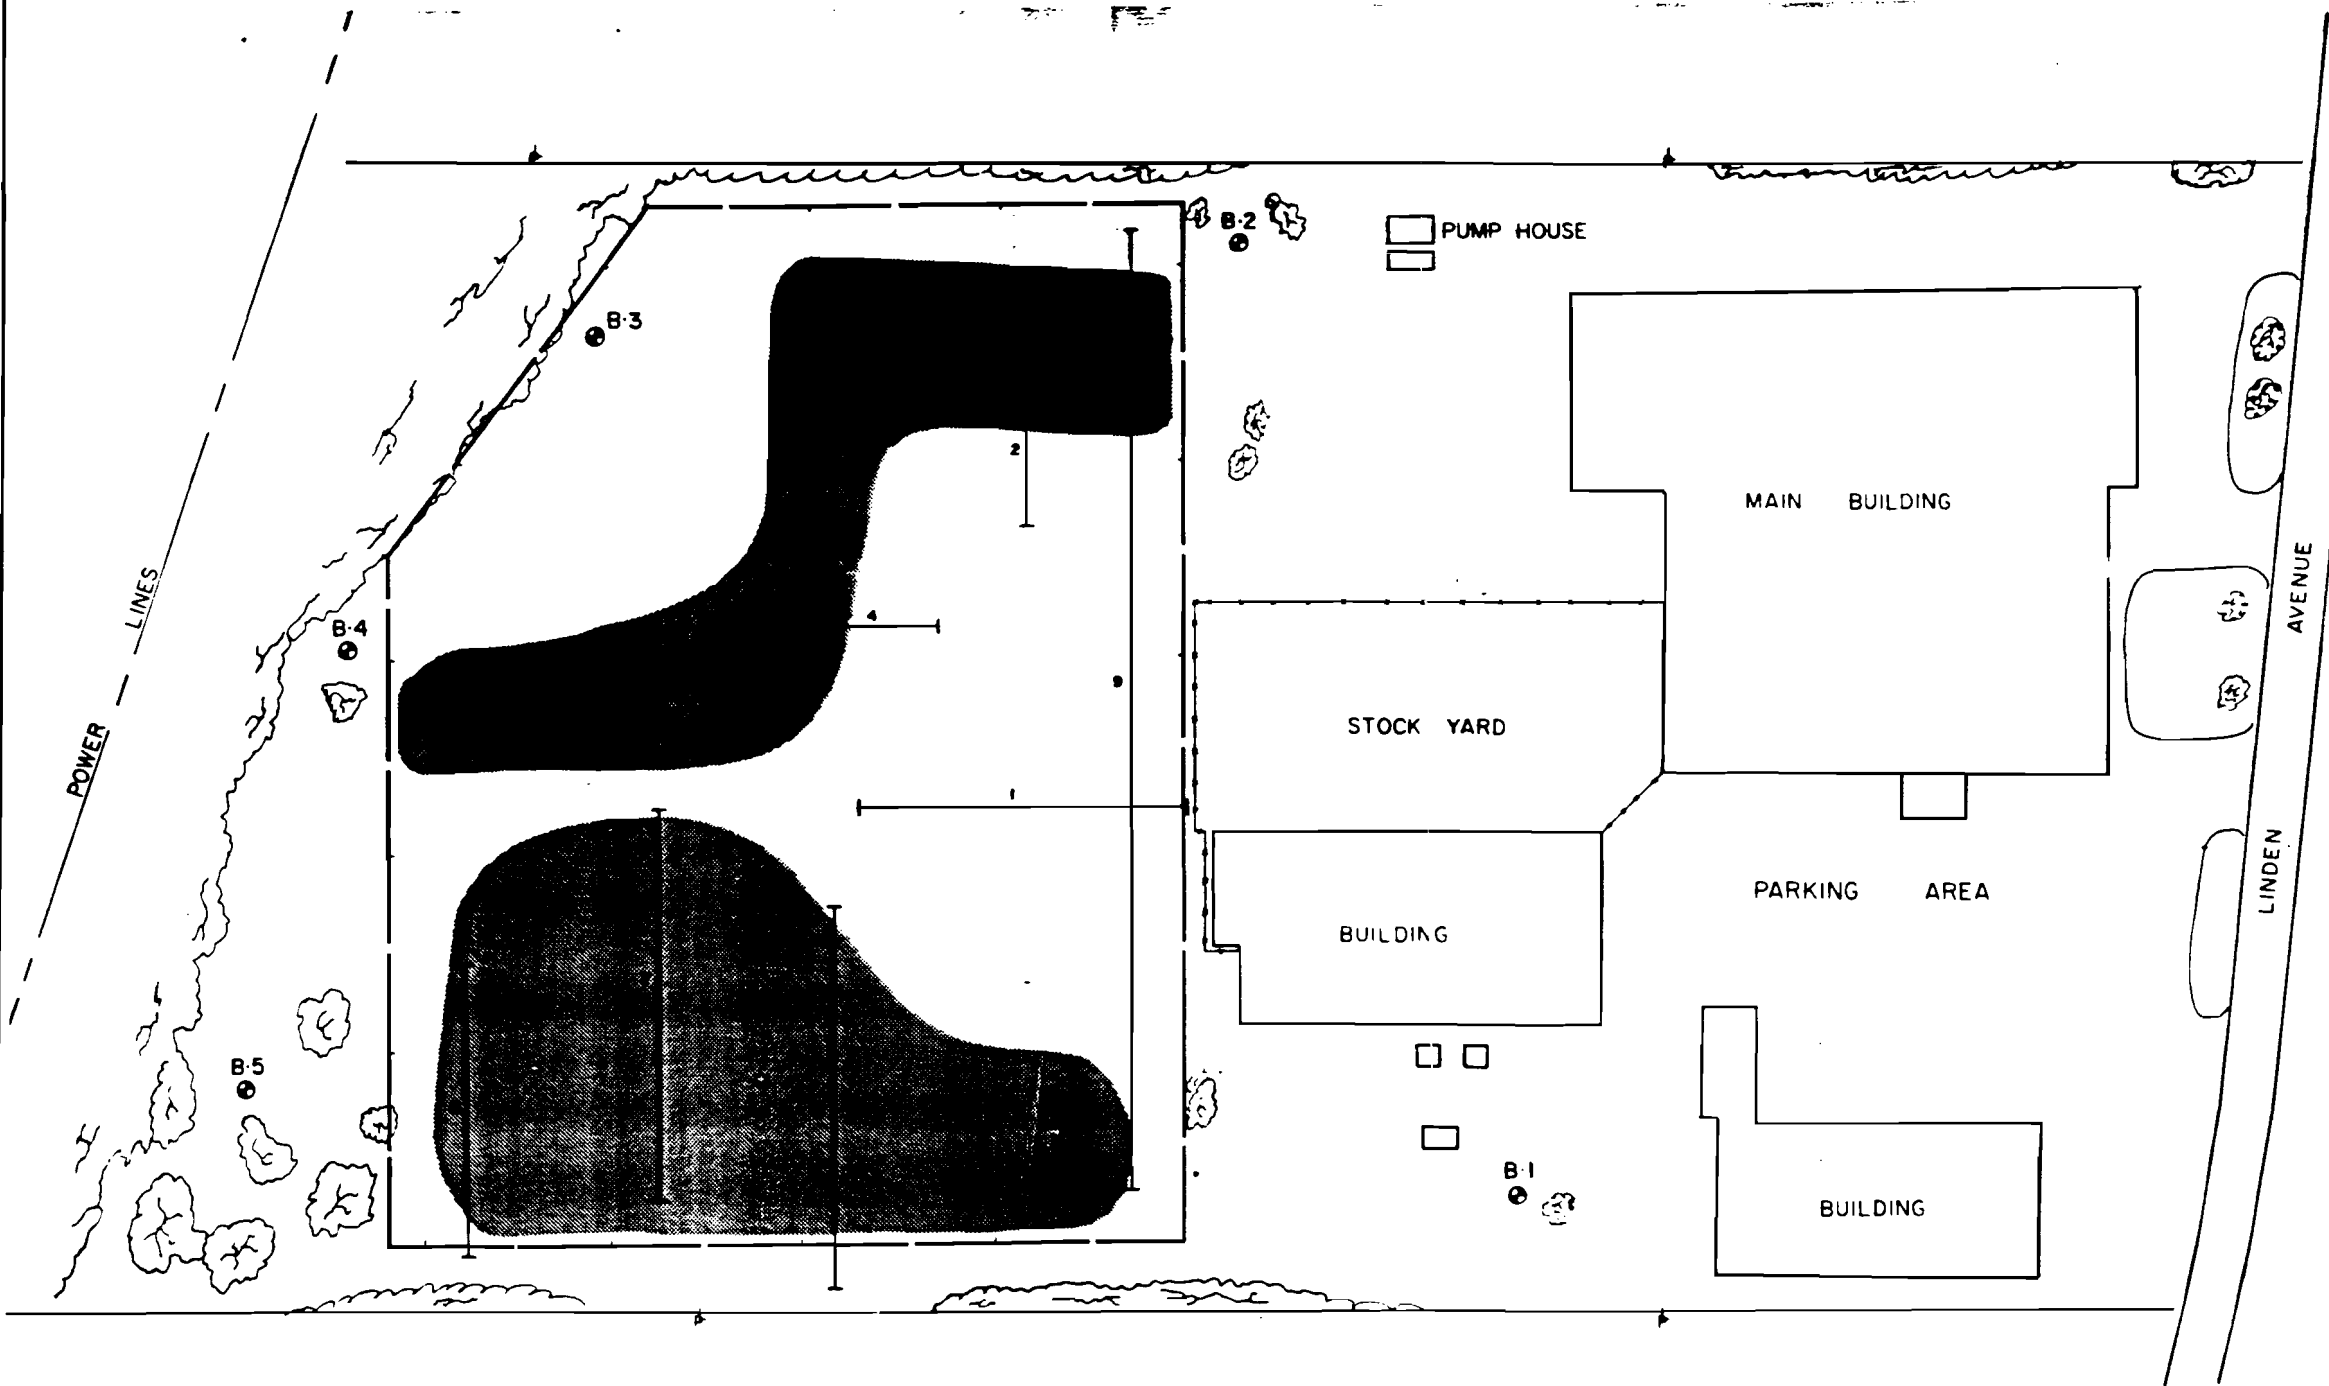 B·2
PUMP HOUSE
B·3
2
MAIN BUILDING
POWER LINES
B·4
4
9
STOCK YARD
1
LINDEN AVENUE
PARKING AREA
BUILDING
B·5
B·1
BUILDING